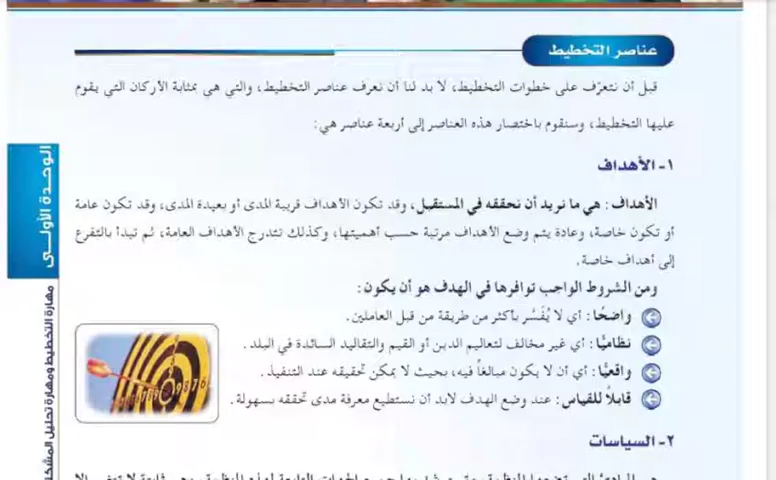 عناصر التخطيط
قبل أن نتعرّف على خطوات التخطيط، لا بد لنا أن نعرف عناصر التخطيط، والتي هي بمثابة الأركان التي يقوم
عليها التخطيط، وسنقوم باختصار هذه العناصر إلى أربعة عناصر هي:
١- الأهداف
الأهداف : هي ما نريد أن نحققه في المستقبل، وقد تكون الأهداف قريبة المدى أو بعيدة المدى، وقد تكون عامة
أو تكون خاصة، وعادة يتم وضع الأهداف مرتبة حسب أهميتها، وكذلك تتدرج الأهداف العامة، ثم تبدأ بالتفرع
إلى أهداف خاصة.
ومن الشروط الواجب توافرها في الهدف هو أن يكون :
واضحًا : أي لا يُفَسَّر بأكثر من طريقة من قبل العاملين.
نظاميًّا : أي غير مخالف لتعاليم الدين أو القيم والتقاليد السائدة في البلد .
واقعيًّا : أي أن لا يكون مبالغاً فيه، بحيث لا يمكن تحقيقه عند التنفيذ.
قابلاً للقياس : عند وضع الهدف لابد أن نستطيع معرفة مدى تحققه بسهولة .
٢- السياسات
الوحدة الأولى
مهارة التخطيط ومهارة تحليل